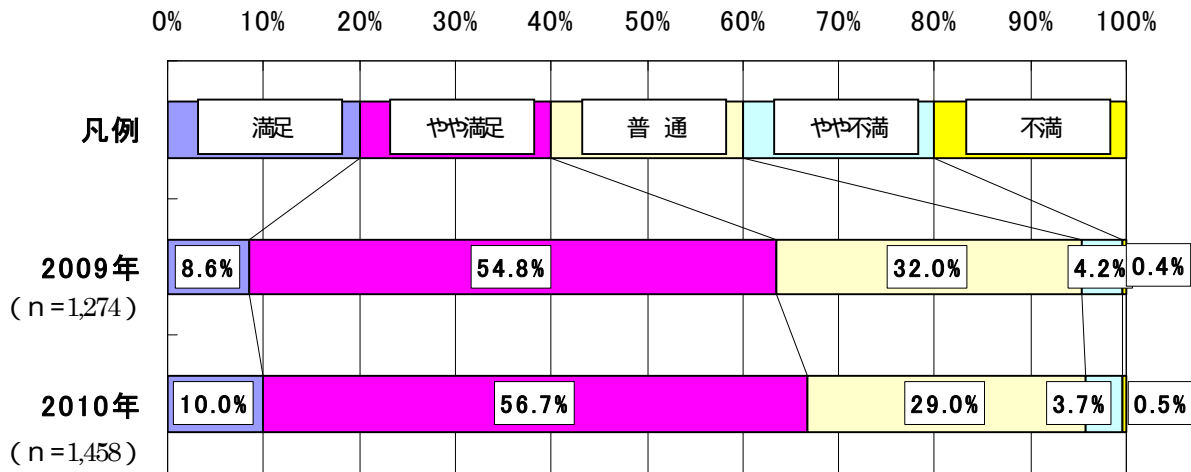 0% 10% 20% 30% 40% 50% 60% 70% 80% 90% 100%
凡例 満足 やや満足 普 通 やや不満 不満
2009年 8.6% 54.8% 32.0% 4.2% 0.4%
(n=1,274)
2010年 10.0% 56.7% 29.0% 3.7% 0.5%
(n=1,458)